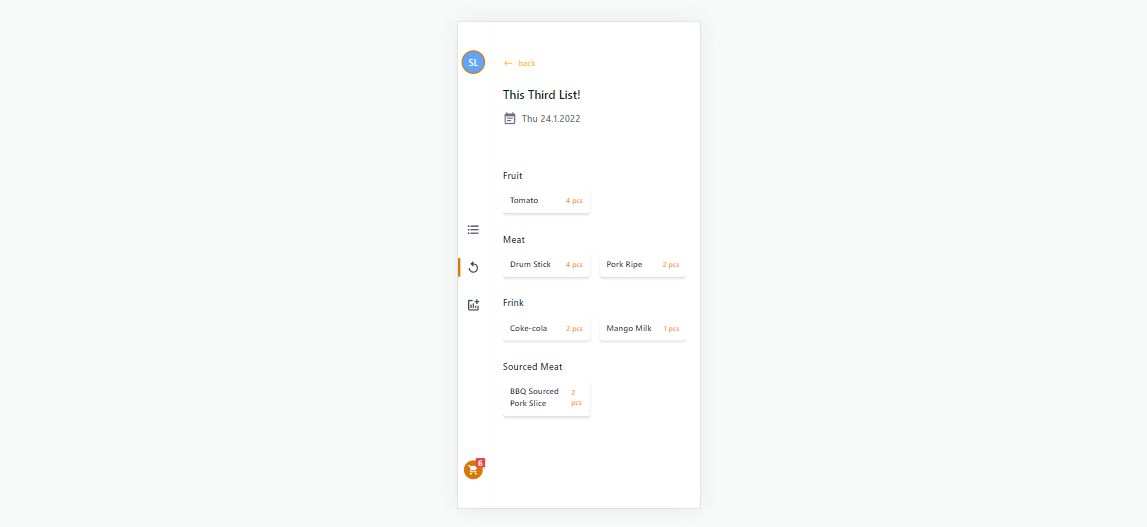 SL
back
This Third List!
Thu 24.1.2022
Fruit
Tomato 4 pcs
Meat
Drum Stick 4 pcs Pork Ripe 2 pcs
Frink
Coke-cola 2 pcs Mango Milk 1 pcs
Sourced Meat
BBQ Sourced 2
Pork Slice pcs
6